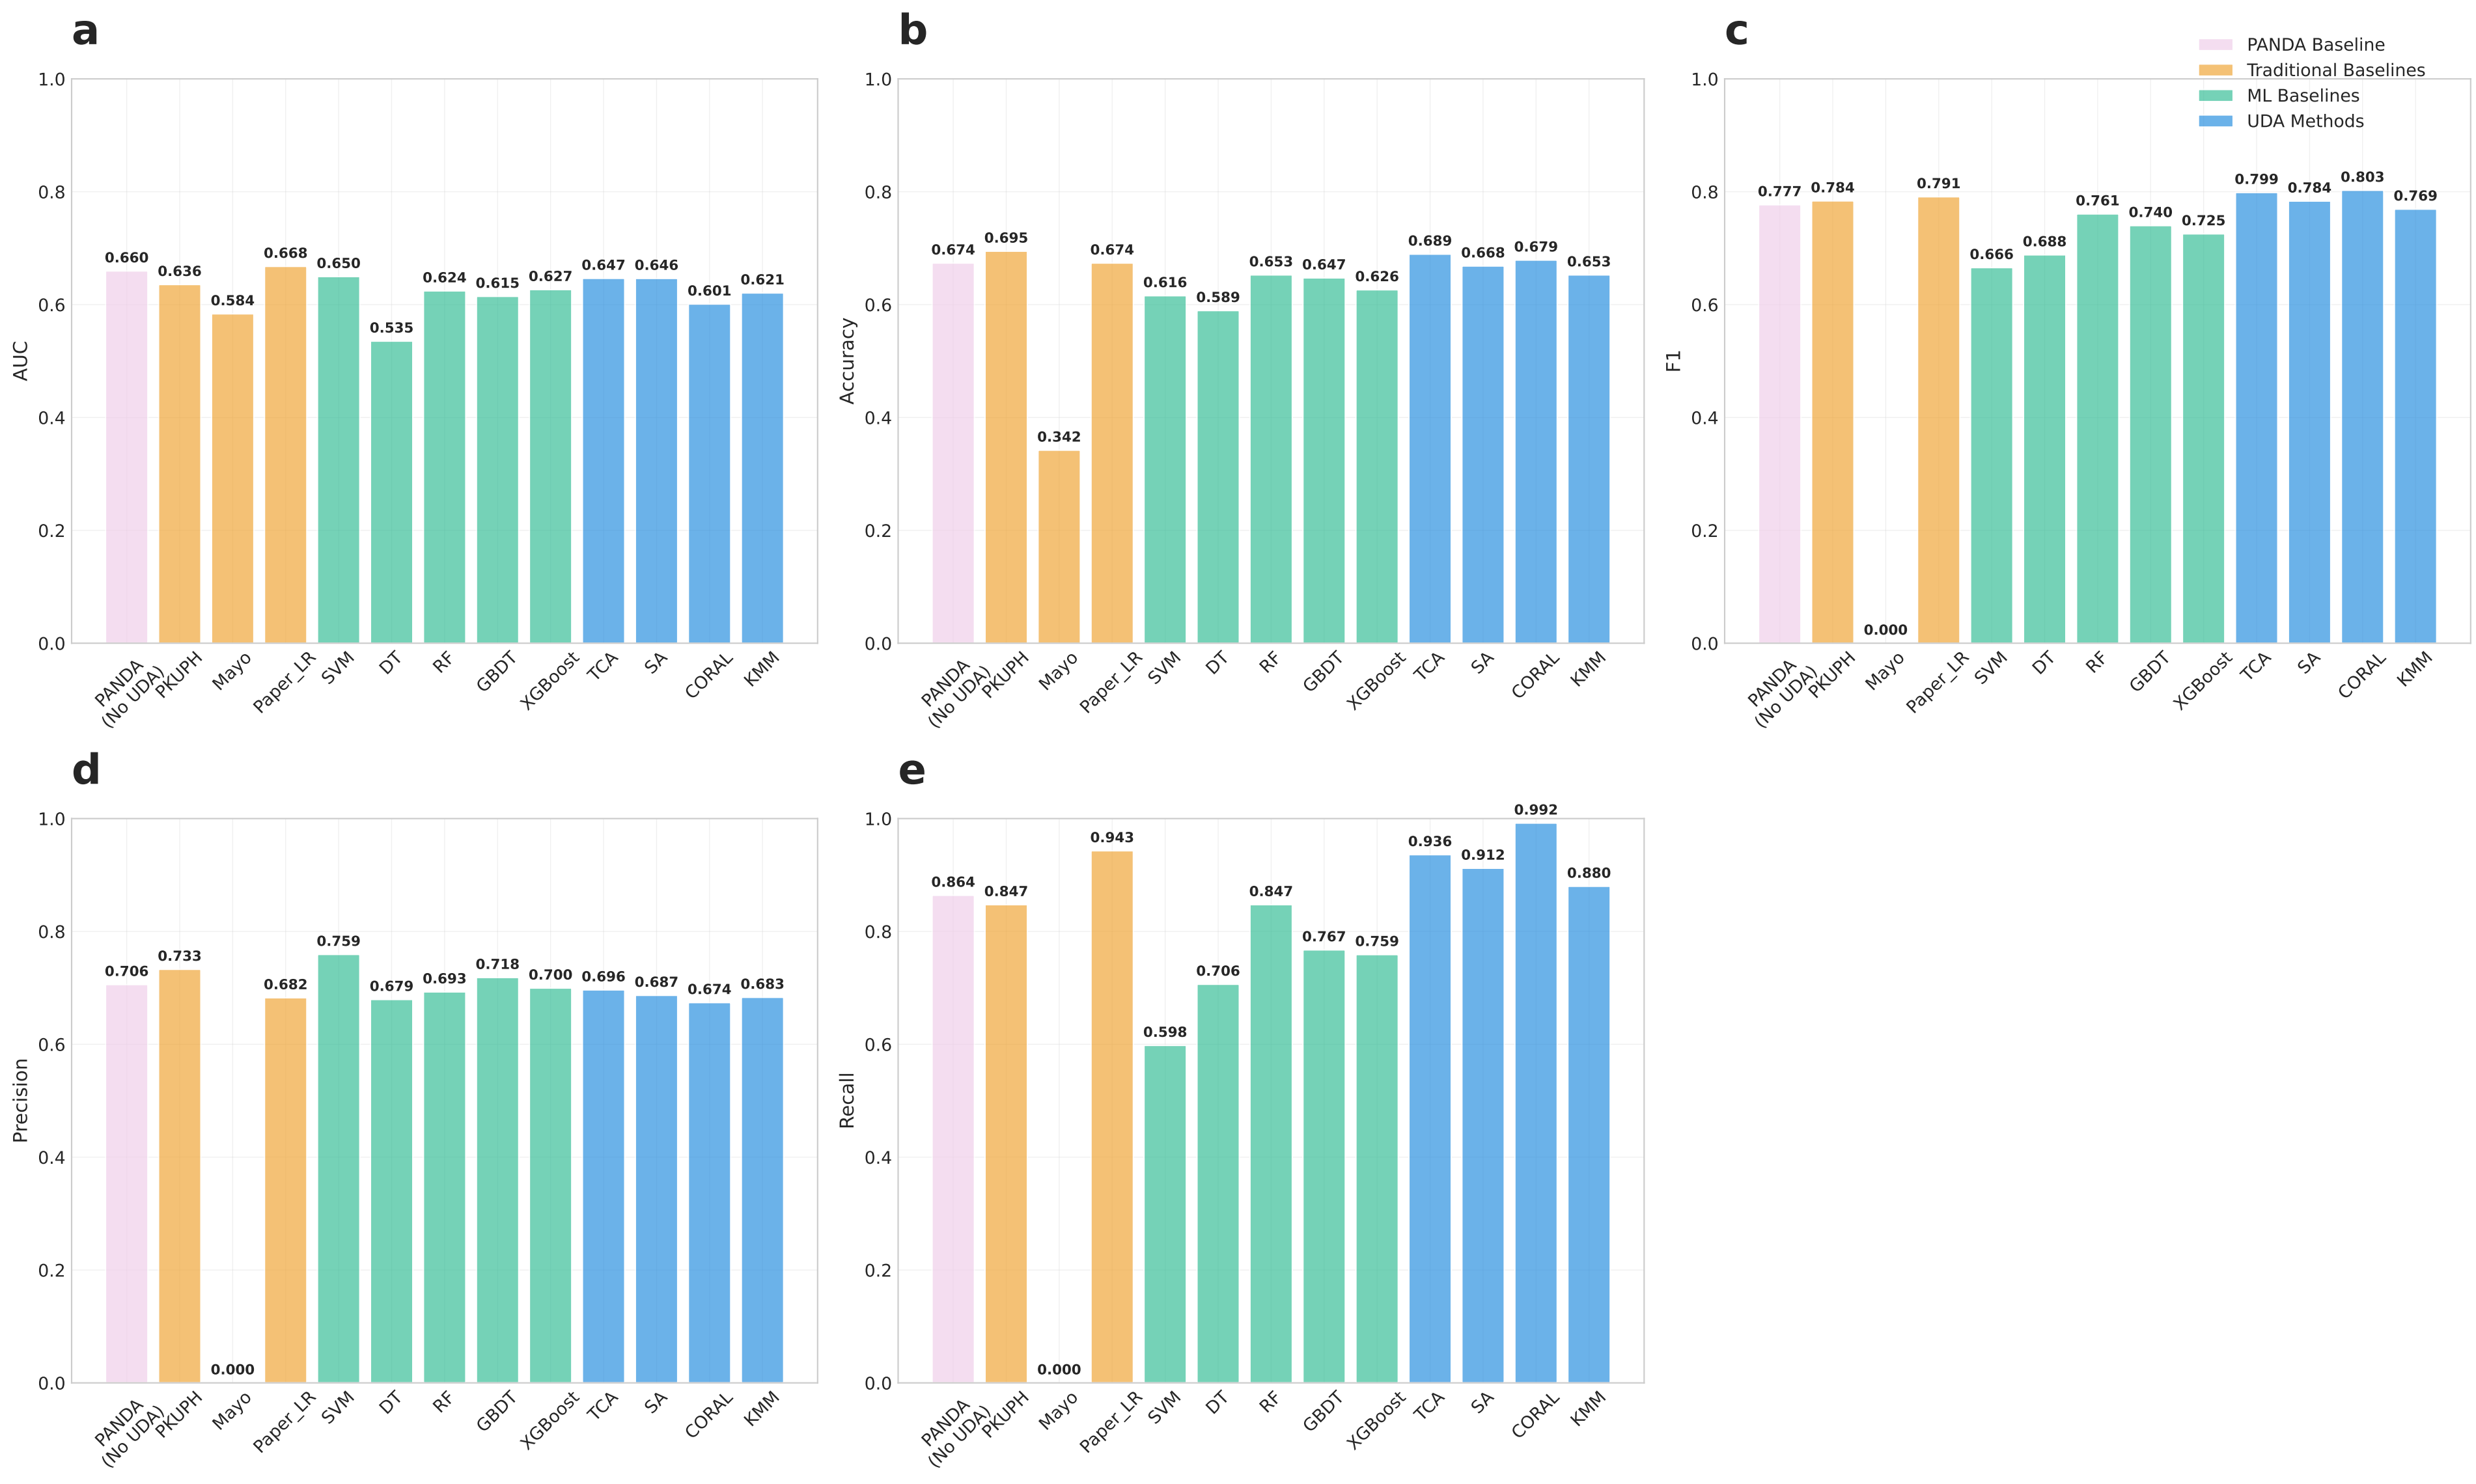 a
1.0
0.8
0.6
0.4
0.2
0.0
AUC
0.660
0.636
0.584
0.668
0.650
0.535
0.624
0.615
0.627
0.647
0.646
0.601
0.621
PANDA
(No UDA)
PKUPH
Mayo
Paper_LR
SVM
DT
RF
GBDT
XGBoost
TCA
SA
CORAL
KMM
b
1.0
0.8
0.6
0.4
0.2
0.0
Accuracy
0.674
0.695
0.342
0.674
0.616
0.589
0.653
0.647
0.626
0.689
0.668
0.679
0.653
PANDA
(No UDA)
PKUPH
Mayo
Paper_LR
SVM
DT
RF
GBDT
XGBoost
TCA
SA
CORAL
KMM
c
PANDA Baseline
Traditional Baselines
ML Baselines
UDA Methods
1.0
0.8
0.6
0.4
0.2
0.0
F1
0.777
0.784
0.000
0.791
0.666
0.688
0.761
0.740
0.725
0.799
0.784
0.803
0.769
PANDA
(No UDA)
PKUPH
Mayo
Paper_LR
SVM
DT
RF
GBDT
XGBoost
TCA
SA
CORAL
KMM
d
1.0
0.8
0.6
0.4
0.2
0.0
Precision
0.706
0.733
0.000
0.682
0.759
0.679
0.693
0.718
0.700
0.696
0.687
0.674
0.683
PANDA
(No UDA)
PKUPH
Mayo
Paper_LR
SVM
DT
RF
GBDT
XGBoost
TCA
SA
CORAL
KMM
e
1.0
0.8
0.6
0.4
0.2
0.0
Recall
0.864
0.847
0.000
0.943
0.598
0.706
0.847
0.767
0.759
0.936
0.912
0.992
0.880
PANDA
(No UDA)
PKUPH
Mayo
Paper_LR
SVM
DT
RF
GBDT
XGBoost
TCA
SA
CORAL
KMM